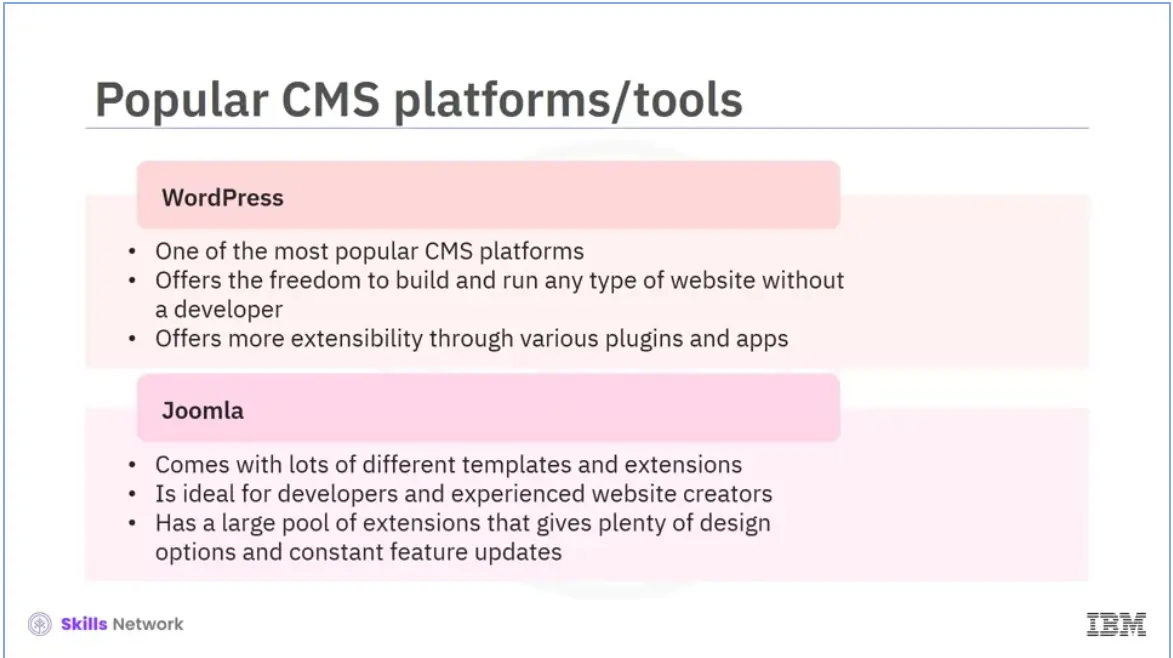 Popular CMS platforms/tools
WordPress
• One of the most popular CMS platforms
• Offers the freedom to build and run any type of website without
a developer
• Offers more extensibility through various plugins and apps
Joomla
• Comes with lots of different templates and extensions
• Is ideal for developers and experienced website creators
• Has a large pool of extensions that gives plenty of design
options and constant feature updates
Skills Network
IBM